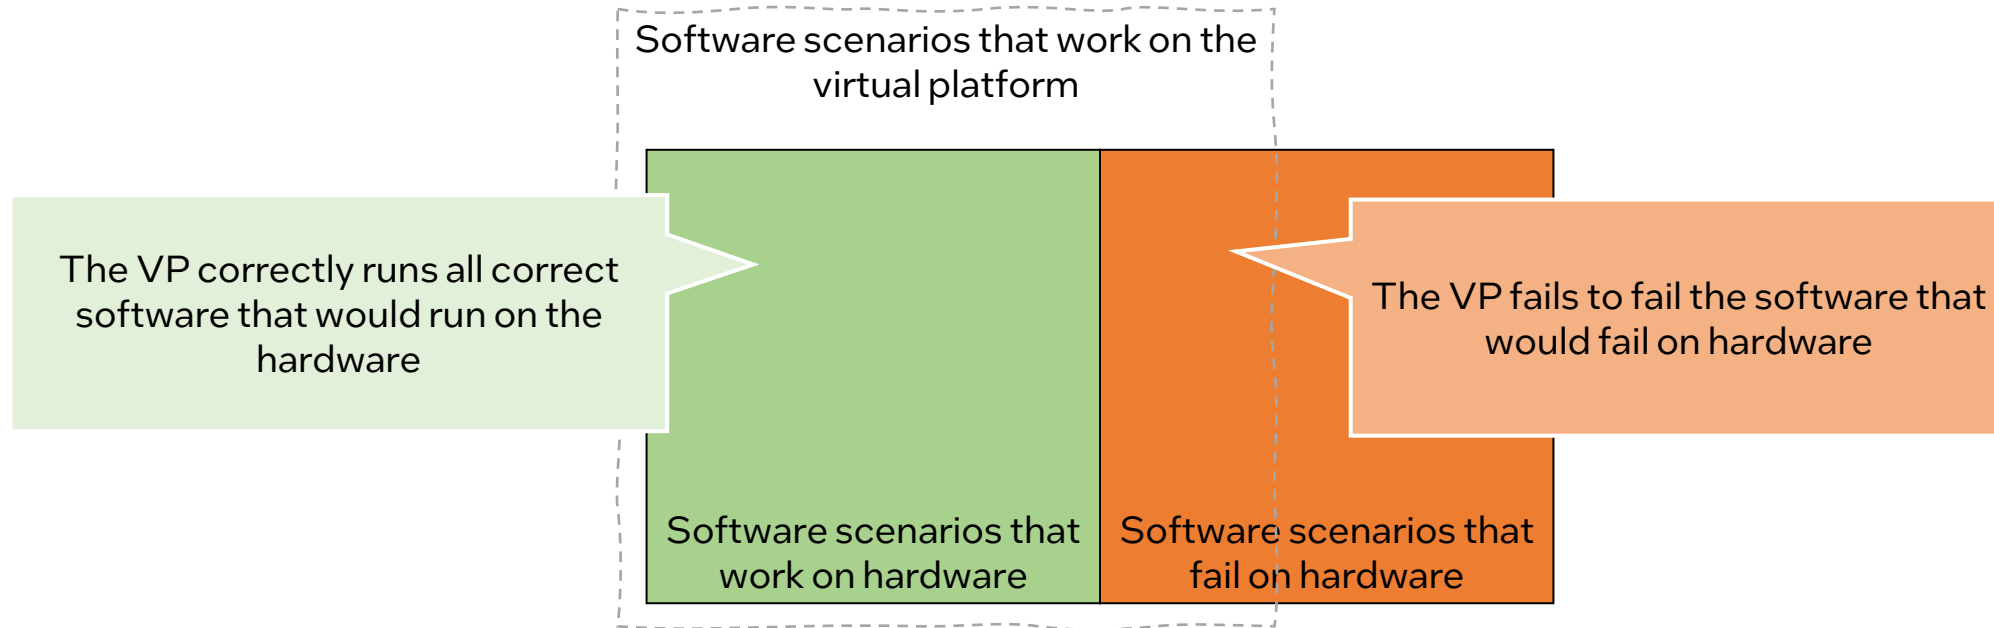 Software scenarios that work on the
virtual platform
The VP correctly runs all correct
software that would run on the
hardware
The VP fails to fail the software that
would fail on hardware
Software scenarios that
work on hardware
Software scenarios that
fail on hardware